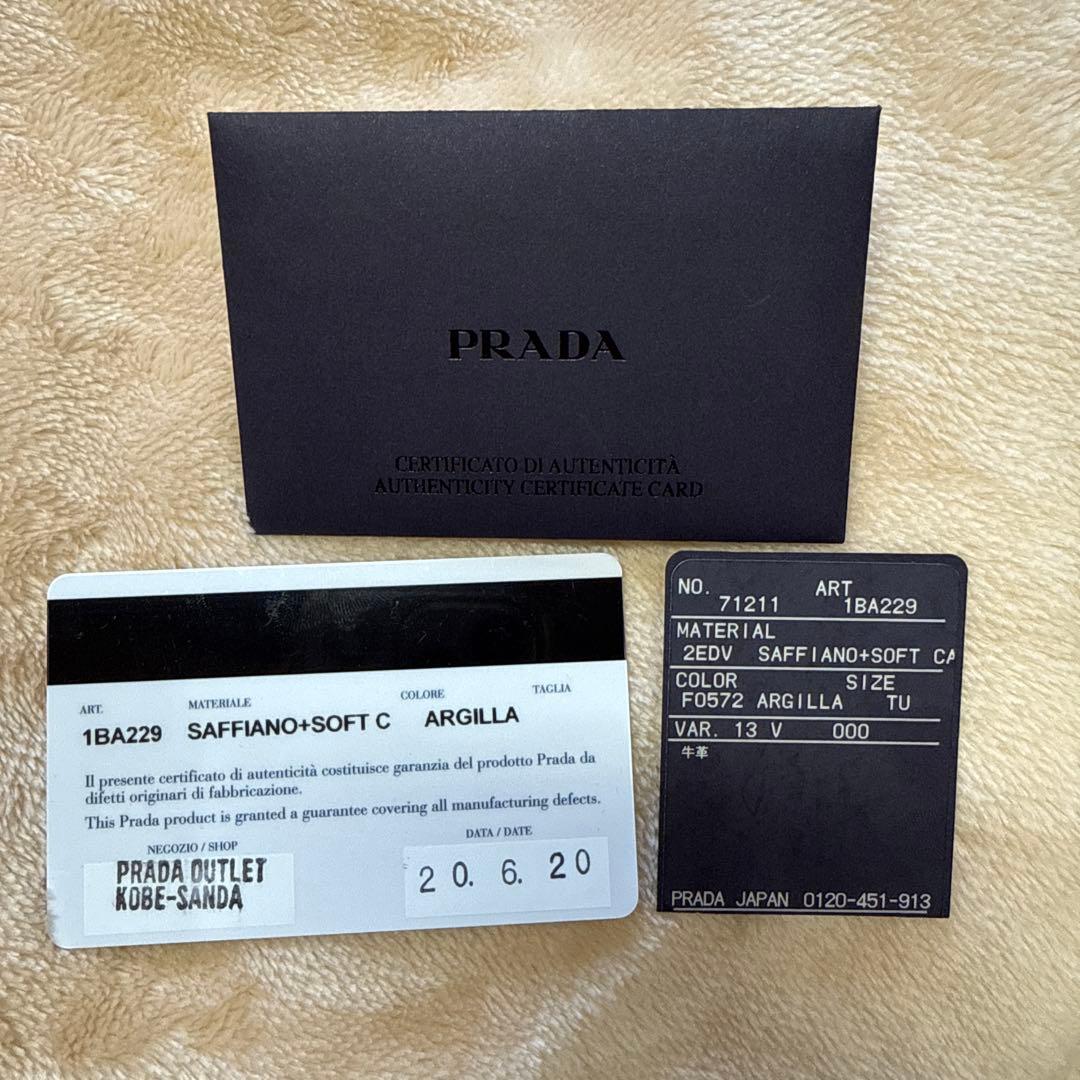 PRADA
CERTIFICATO DI AUTENTICITÀ
AUTHENTICITY CERTIFICATE CARD
ART. MATERIALE COLORE TAGLIA
1BA229 SAFFIANO+SOFT C ARGILLA
Il presente certificato di autenticità costituisce garanzia del prodotto Prada da
difetti originari di fabbricazione.
This Prada product is granted a guarantee covering all manufacturing defects.
NEGOZIO / SHOP DATA / DATE
PRADA OUTLET
KOBE-SANDA
20. 6. 20
NO. ART
71211 1BA229
MATERIAL
2EDV SAFFIANO+SOFT CA
COLOR SIZE
F0572 ARGILLA TU
VAR. 13 V 000
牛革
PRADA JAPAN 0120-451-913